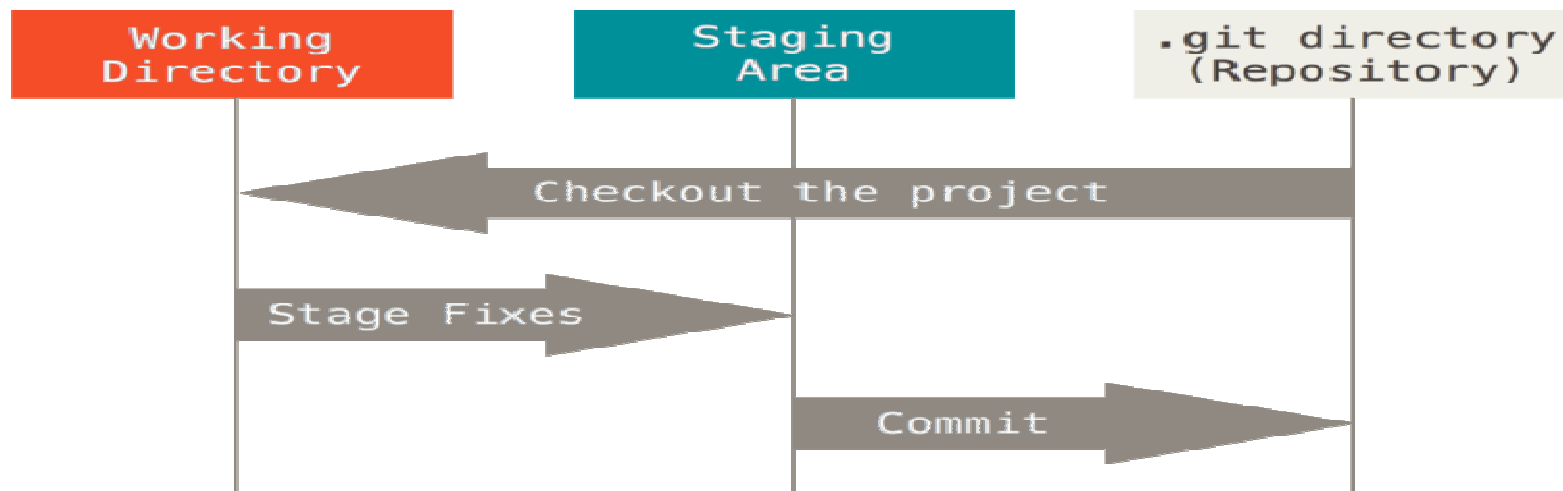 Working
Directory
Staging
Area
.git directory
(Repository)
Checkout the project
Stage Fixes
Commit